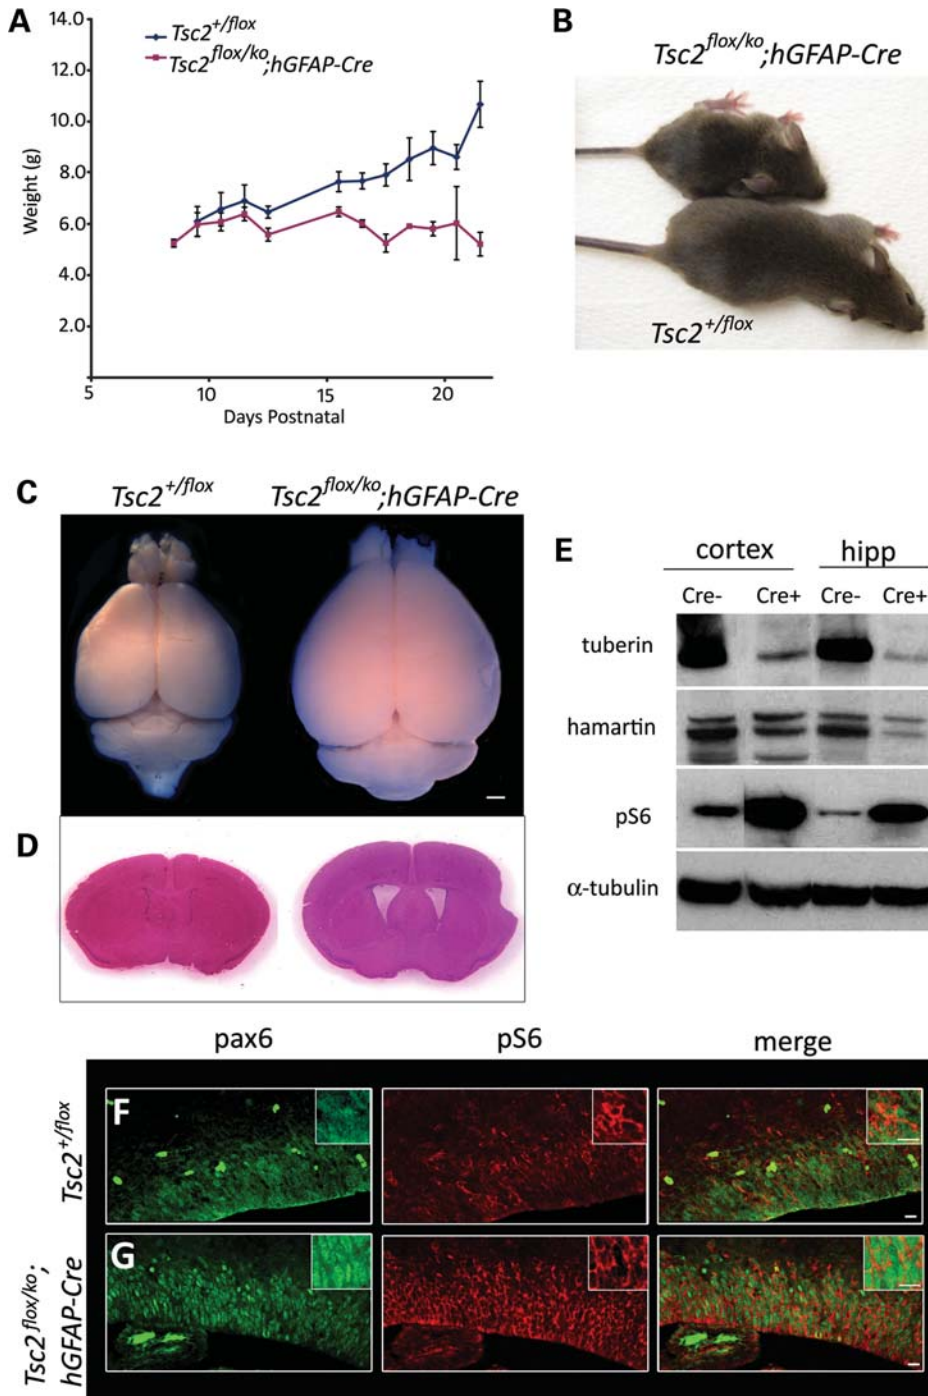 A
14.0
12.0
10.0
8.0
6.0
4.0
2.0
Weight (g)
Tsc2+/flox
Tsc2flox/ko;hGFAP-Cre
5
10
15
20
Days Postnatal
B
Tsc2flox/ko;hGFAP-Cre
Tsc2+/flox
C
Tsc2+/flox Tsc2flox/ko;hGFAP-Cre
D
E
cortex hipp
Cre- Cre+ Cre- Cre+
tuberin
hamartin
pS6
α-tubulin
pax6 pS6 merge
F
Tsc2+/flox
G
Tsc2flox/ko;
hGFAP-Cre